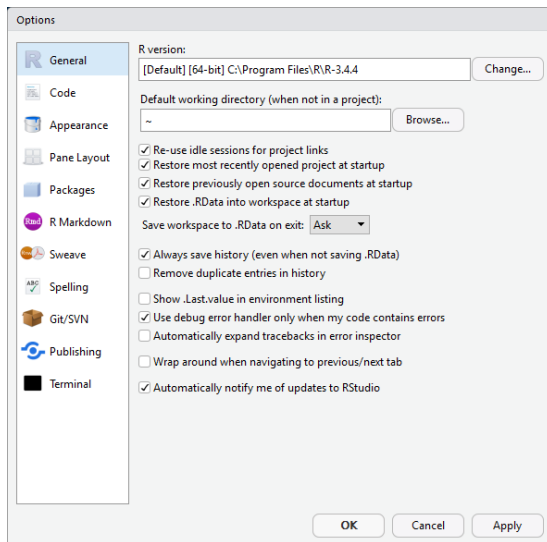 Options
General
Code
Appearance
Pane Layout
Packages
Rmd R Markdown
Sweave
ABC Spelling
Git/SVN
Publishing
Terminal
R version:
[Default] [64-bit] C:\Program Files\R\R-3.4.4 Change...
Default working directory (when not in a project):
~ Browse...
Re-use idle sessions for project links
Restore most recently opened project at startup
Restore previously open source documents at startup
Restore .RData into workspace at startup
Save workspace to .RData on exit: Ask
Always save history (even when not saving .RData)
Remove duplicate entries in history
Show .Last.value in environment listing
Use debug error handler only when my code contains errors
Automatically expand tracebacks in error inspector
Wrap around when navigating to previous/next tab
Automatically notify me of updates to RStudio
OK Cancel Apply